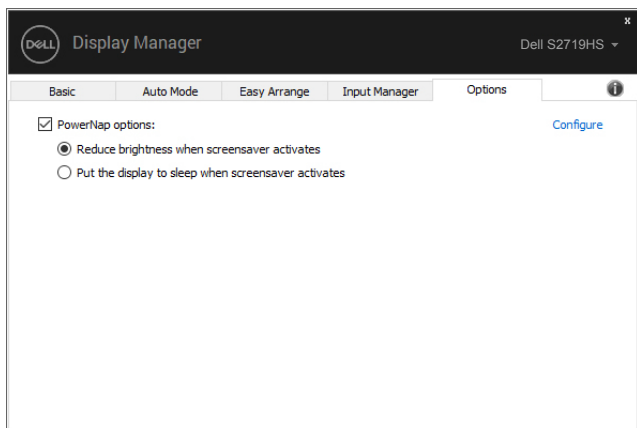 x
DELL Display Manager Dell S2719HS
Basic Auto Mode Easy Arrange Input Manager Options i
PowerNap options: Configure
Reduce brightness when screensaver activates
Put the display to sleep when screensaver activates